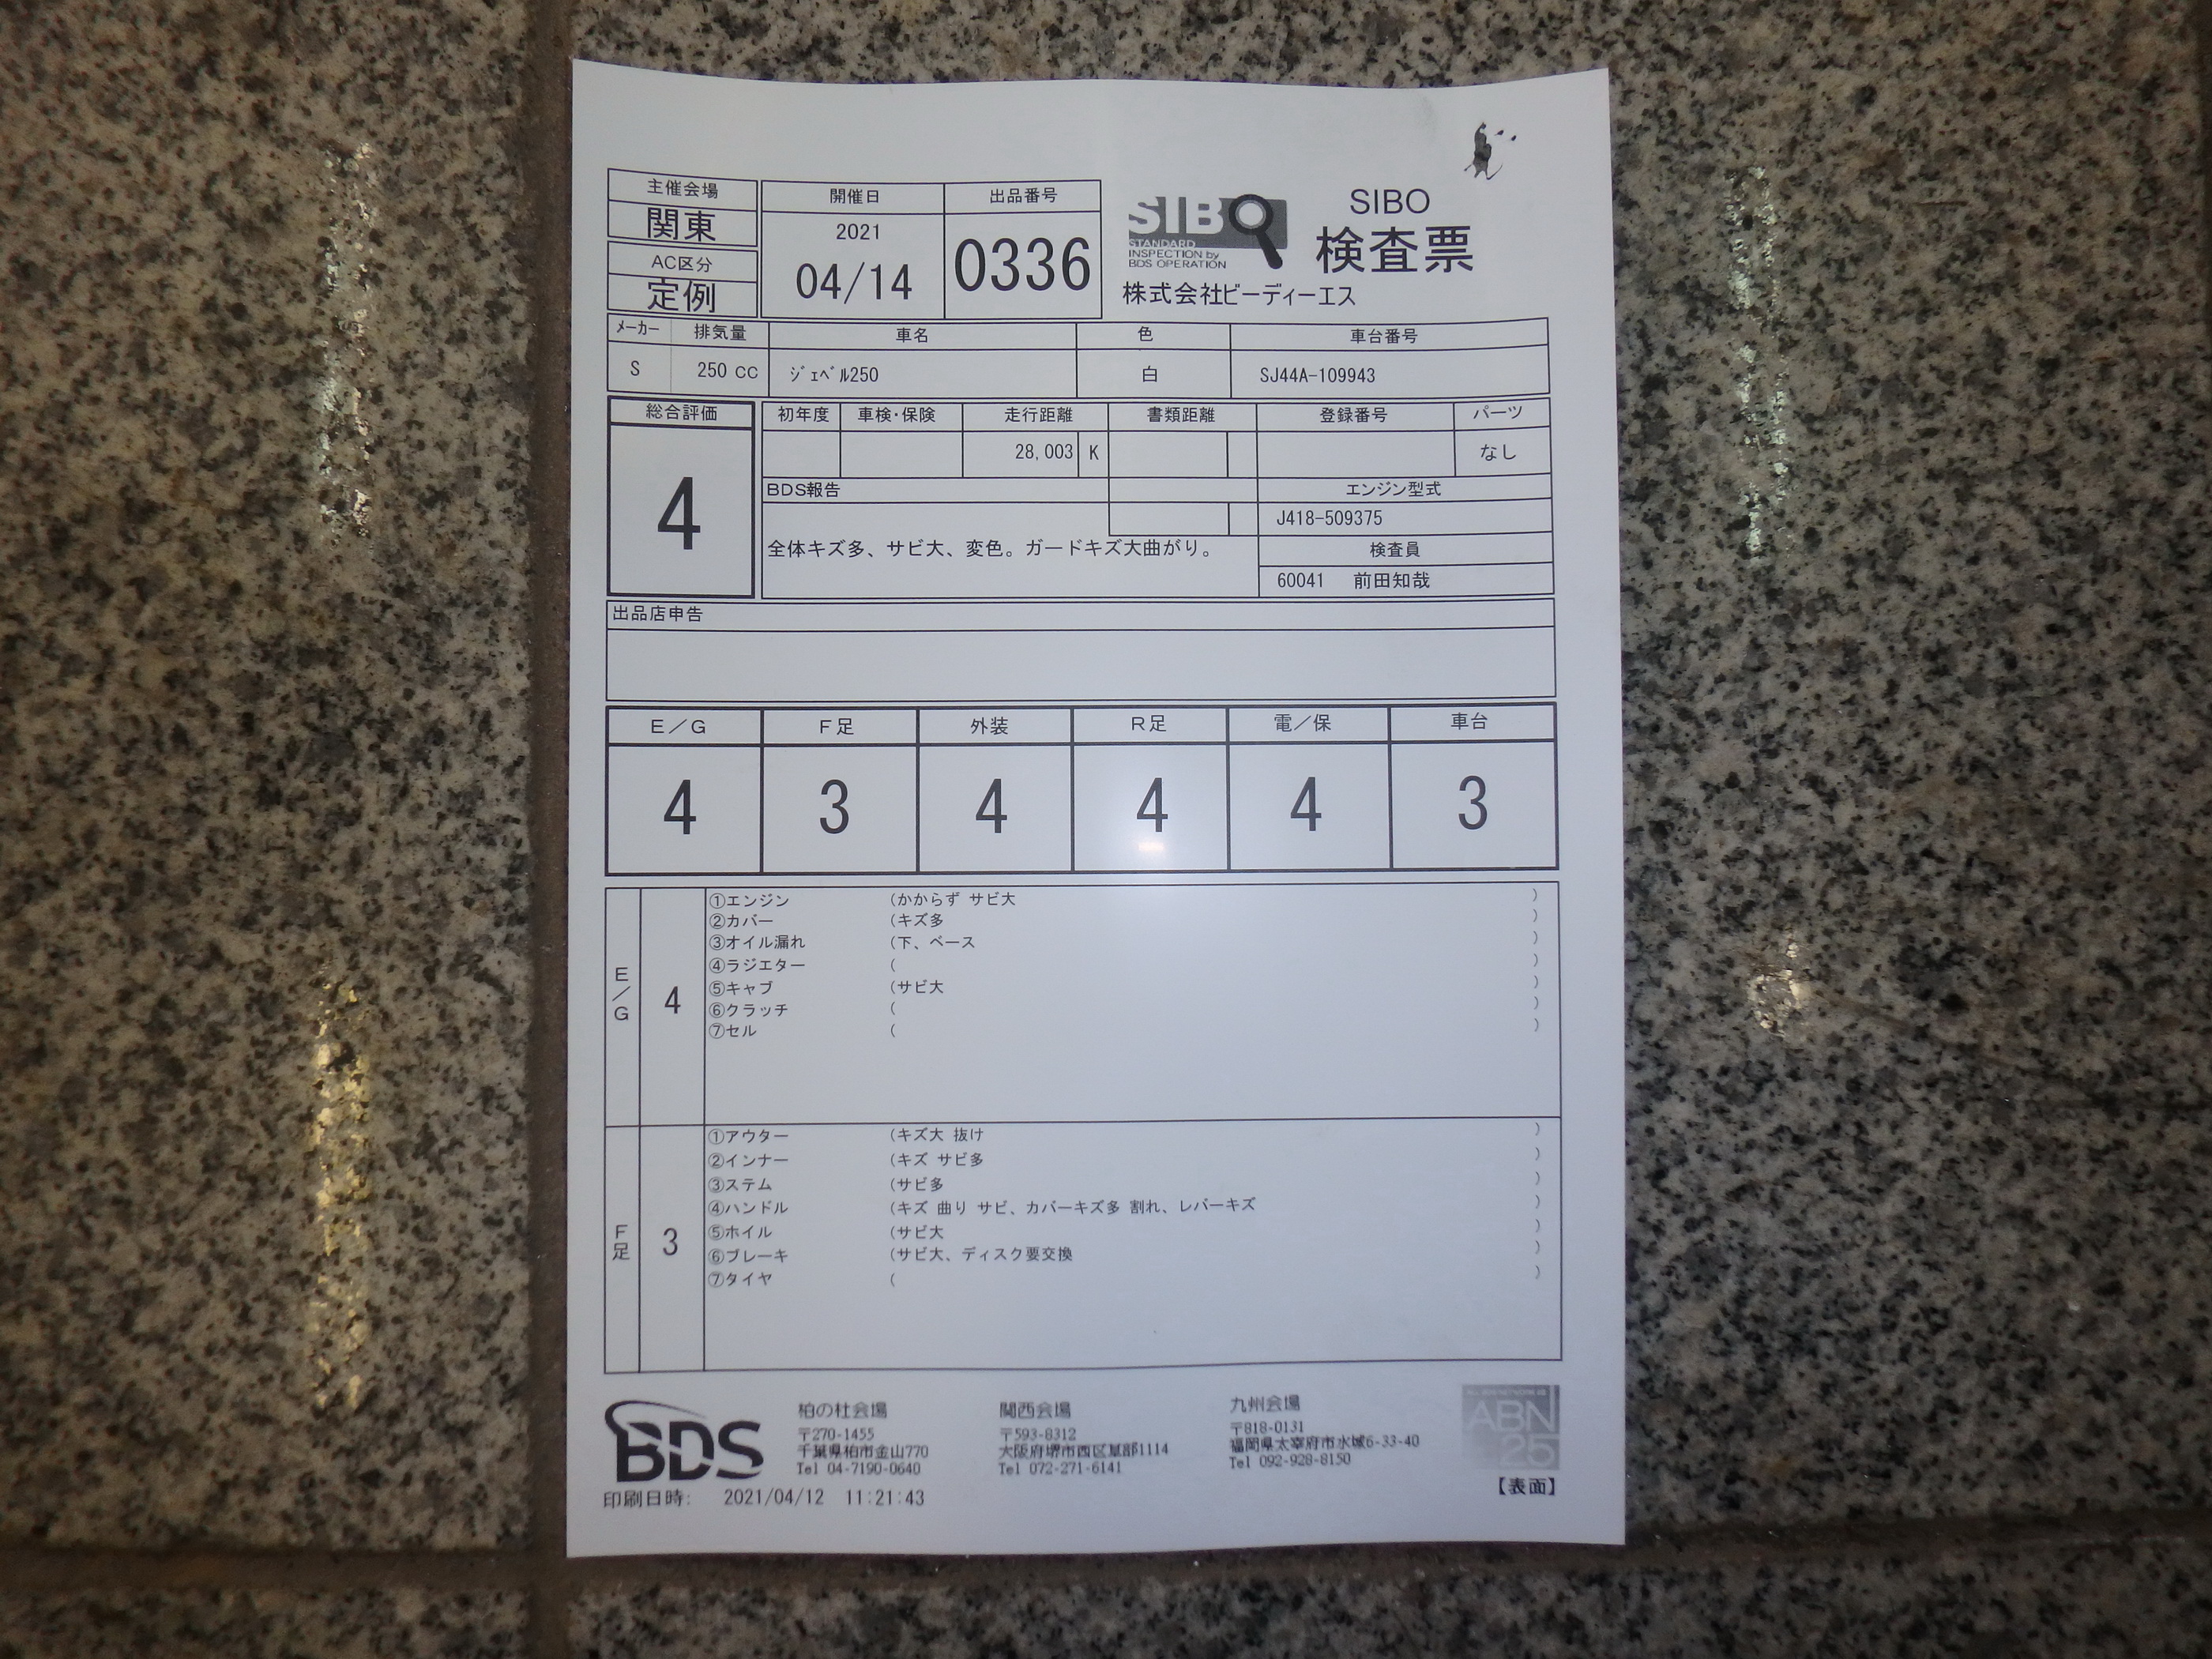 主催会場
関東
AC区分
定例
開催日
2021
04/14
出品番号
0336
SIBO
STANDARD
INSPECTION by
BDS OPERATION
SIBO
検査票
株式会社ビーディーエス
ﾒｰｶｰ 排気量 車名 色 車台番号
S 250 CC ｼﾞｪﾍﾞﾙ250 白 SJ44A-109943
総合評価
4
初年度 車検・保険 走行距離 書類距離 登録番号 パーツ
28,003 K なし
BDS報告 エンジン型式
J418-509375
全体キズ多、サビ大、変色。ガードキズ大曲がり。
検査員
60041 前田知哉
出品店申告
E/G F足 外装 R足 電/保 車台
4 3 4 4 4 3
E/G 4
①エンジン (かからず サビ大 )
②カバー (キズ多 )
③オイル漏れ (下、ベース )
④ラジエター ( )
⑤キャブ (サビ大 )
⑥クラッチ ( )
⑦セル ( )
F足 3
①アウター (キズ大 抜け )
②インナー (キズ サビ多 )
③ステム (サビ多 )
④ハンドル (キズ 曲り サビ、カバーキズ多 割れ、レバーキズ )
⑤ホイル (サビ大 )
⑥ブレーキ (サビ大、ディスク要交換 )
⑦タイヤ ( )
BDS
柏の杜会場
〒270-1455
千葉県柏市金山770
Tel 04-7190-0640
関西会場
〒593-8312
大阪府堺市西区草部1114
Tel 072-271-6141
九州会場
〒818-0131
福岡県太宰府市水城6-33-40
Tel 092-928-8150
ABN
25
【表面】
印刷日時: 2021/04/12 11:21:43